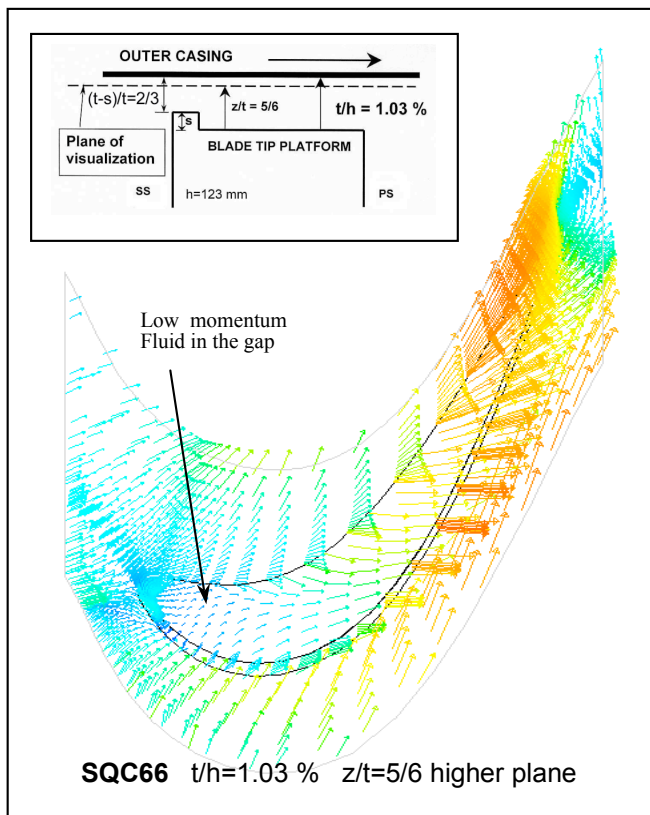 OUTER CASING
(t-s)/t=2/3
z/t = 5/6
t/h = 1.03 %
s
Plane of
visualization
BLADE TIP PLATFORM
SS
h=123 mm
PS
Low momentum
Fluid in the gap
SQC66 t/h=1.03 % z/t=5/6 higher plane